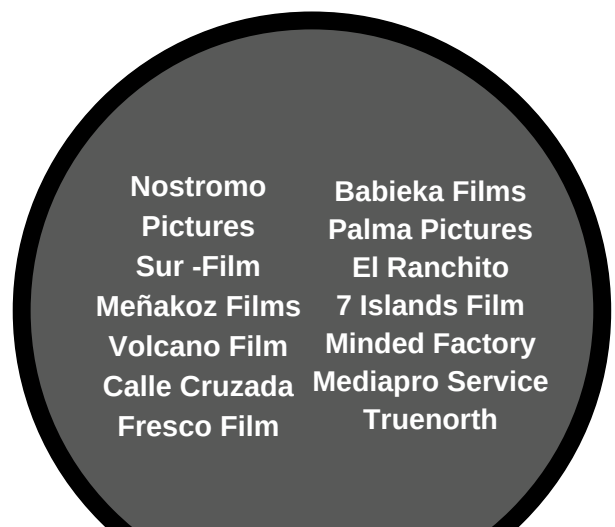 Nostromo
Pictures
Sur -Film
Meñakoz Films
Volcano Film
Calle Cruzada
Fresco Film
Babieka Films
Palma Pictures
El Ranchito
7 Islands Film
Minded Factory
Mediapro Service
Truenorth